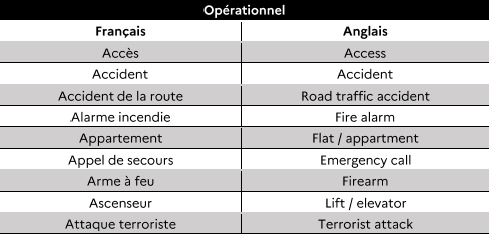 Opérationnel
Français Anglais
Accès Access
Accident Accident
Accident de la route Road traffic accident
Alarme incendie Fire alarm
Appartement Flat / appartment
Appel de secours Emergency call
Arme à feu Firearm
Ascenseur Lift / elevator
Attaque terroriste Terrorist attack